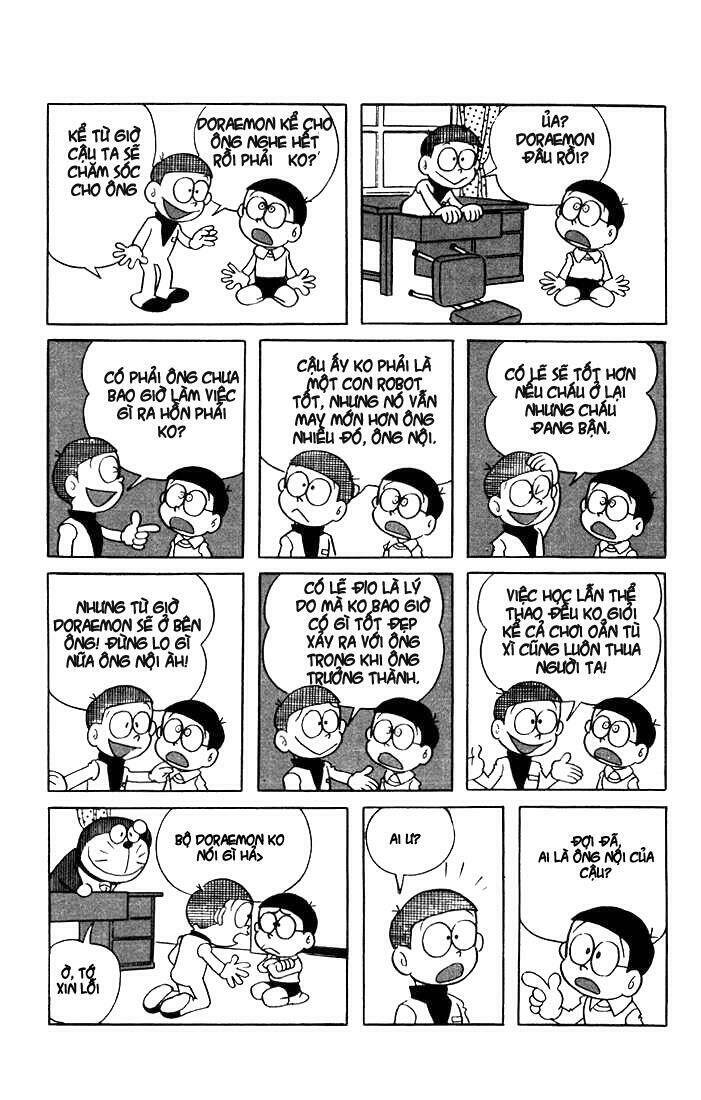 ỦA?
DORAEMON
ĐÂU RỒI?
DORAEMON KỂ CHO
ÔNG NGHE HẾT
RỒI PHẢI KO?
KỂ TỪ GIỜ
CẬU TA SẼ
CHĂM SÓC
CHO ÔNG
CÓ LẼ SẼ TỐT HƠN
NẾU CHÁU Ở LẠI
NHƯNG CHÁU
ĐANG BẬN.
CẬU ẤY KO PHẢI LÀ
MỘT CON ROBOT
TỐT, NHƯNG NÓ VẪN
MAY MỚN HƠN ÔNG
NHIỀU ĐÓ, ÔNG NỘI.
CÓ PHẢI ÔNG CHƯA
BAO GIỜ LÀM VIỆC
GÌ RA HỒN PHẢI
KO?
VIỆC HỌC LẪN THỂ
THAO ĐỀU KO GIỎI
KỂ CẢ CHƠI OẲN TÙ
XÌ CŨNG LUÔN THUA
NGƯỜI TA!
CÓ LẼ ĐIO LÀ LÝ
DO MÀ KO BAO GIỜ
CÓ GÌ TỐT ĐẸP
XẢY RA VỚI ÔNG
TRONG KHI ÔNG
TRƯỞNG THÀNH.
NHƯNG TỪ GIỜ
DORAEMON SẼ Ở BÊN
ÔNG! ĐỪNG LO GÌ
NỮA ÔNG NỘI ÀH!
ĐỢI ĐÃ,
AI LÀ ÔNG NỘI CỦA
CẬU?
AI Ư?
BỘ DORAEMON KO
NÓI GÌ HẢ>
Ờ, TỚ
XIN LỖI